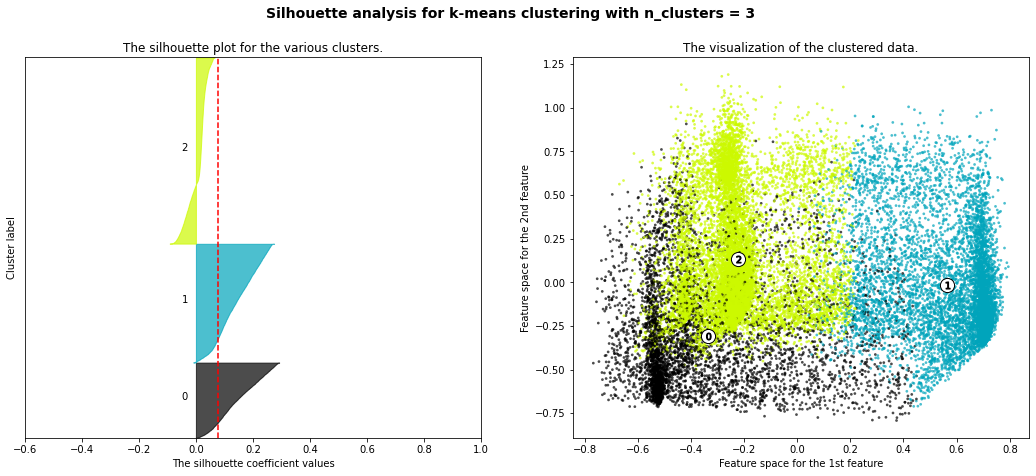 Silhouette analysis for k-means clustering with n_clusters = 3
The silhouette plot for the various clusters.
Cluster label
2
1
0
−0.6 −0.4 −0.2 0.0 0.2 0.4 0.6 0.8 1.0
The silhouette coefficient values
The visualization of the clustered data.
Feature space for the 2nd feature
1.25
1.00
0.75
0.50
0.25
0.00
−0.25
−0.50
−0.75
2
1
0
−0.8 −0.6 −0.4 −0.2 0.0 0.2 0.4 0.6 0.8
Feature space for the 1st feature